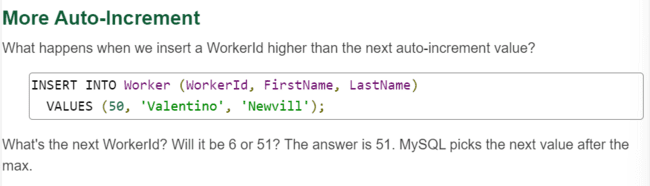 More Auto-Increment
What happens when we insert a WorkerId higher than the next auto-increment value?
INSERT INTO Worker (WorkerId, FirstName, LastName)
VALUES (50, 'Valentino', 'Newvill');
What's the next WorkerId? Will it be 6 or 51? The answer is 51. MySQL picks the next value after the
max.